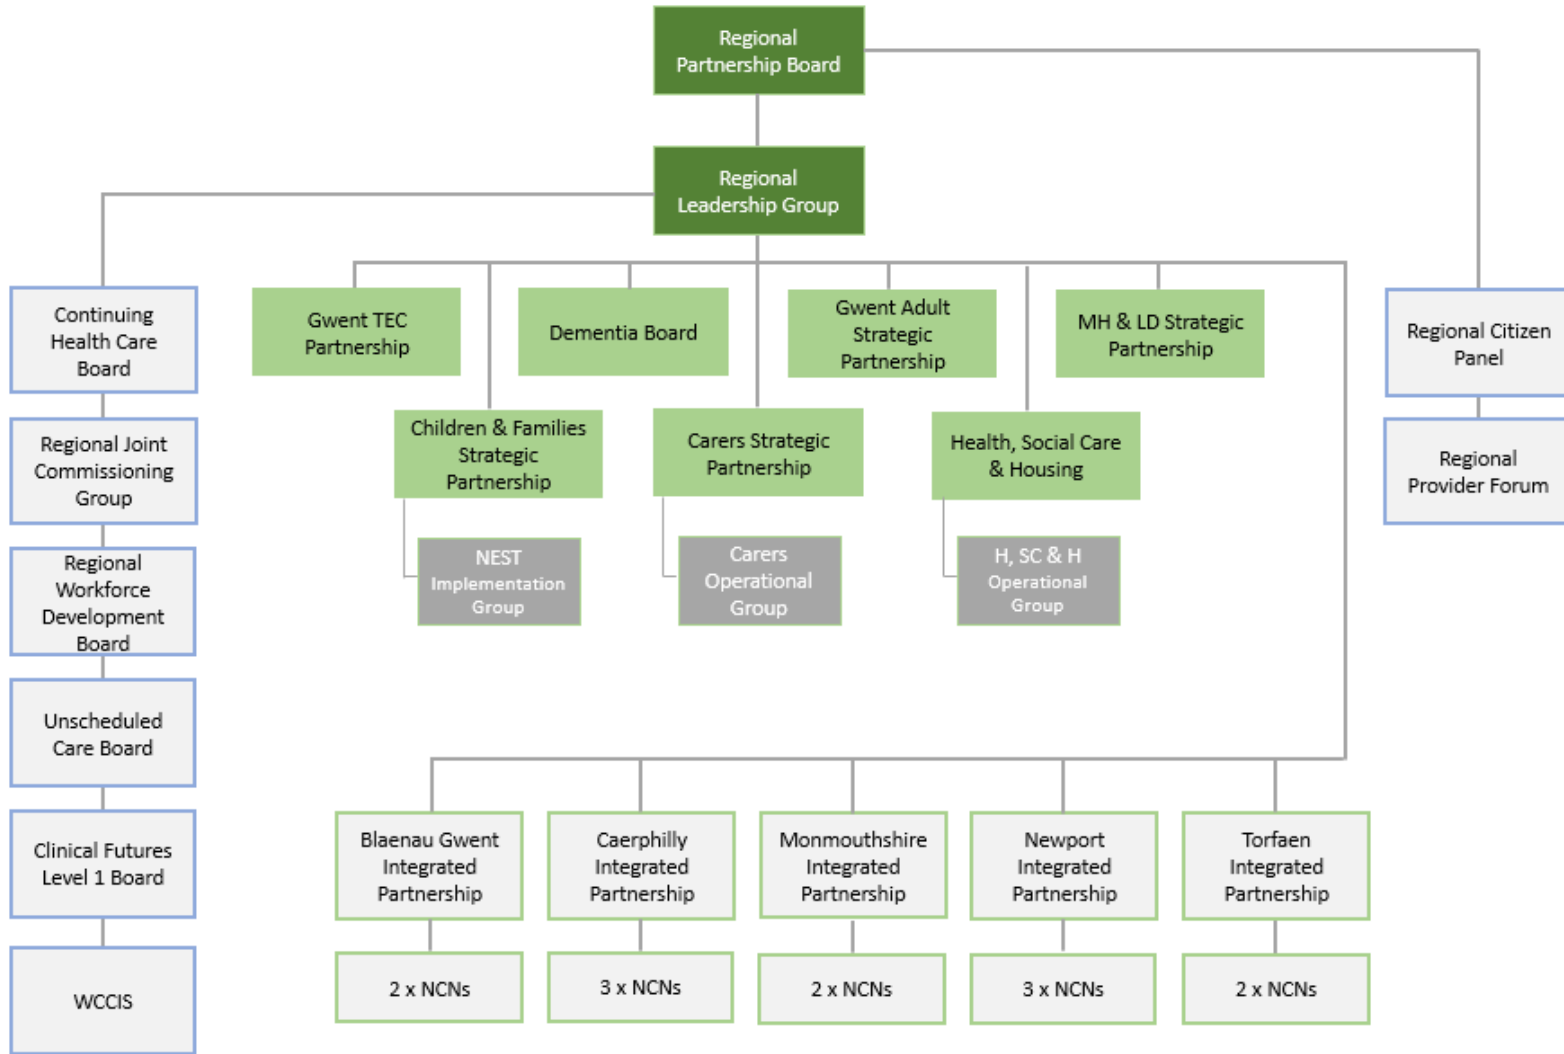 Regional
Partnership Board
Regional
Leadership Group
Continuing
Health Care
Board
Regional Joint
Commissioning
Group
Regional
Workforce
Development
Board
Unscheduled
Care Board
Clinical Futures
Level 1 Board
WCCIS
Gwent TEC
Partnership
Dementia Board
Gwent Adult
Strategic
Partnership
MH & LD Strategic
Partnership
Children & Families
Strategic
Partnership
Carers Strategic
Partnership
Health, Social Care
& Housing
NEST
Implementation
Group
Carers
Operational
Group
H, SC & H
Operational
Group
Regional Citizen
Panel
Regional
Provider Forum
Blaenau Gwent
Integrated
Partnership
Caerphilly
Integrated
Partnership
Monmouthshire
Integrated
Partnership
Newport
Integrated
Partnership
Torfaen
Integrated
Partnership
2 x NCNs
3 x NCNs
2 x NCNs
3 x NCNs
2 x NCNs